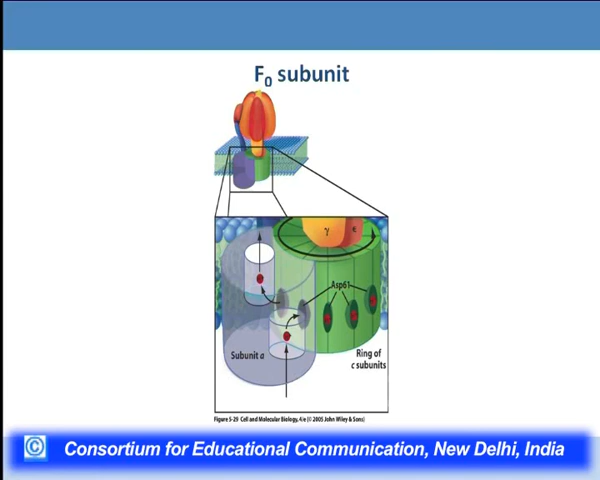 F0 subunit
γ
ε
Asp61
Subunit a
Ring of
c subunits
Figure 5-29 Cell and Molecular Biology, 4/e (© 2005 John Wiley & Sons)
© Consortium for Educational Communication, New Delhi, India